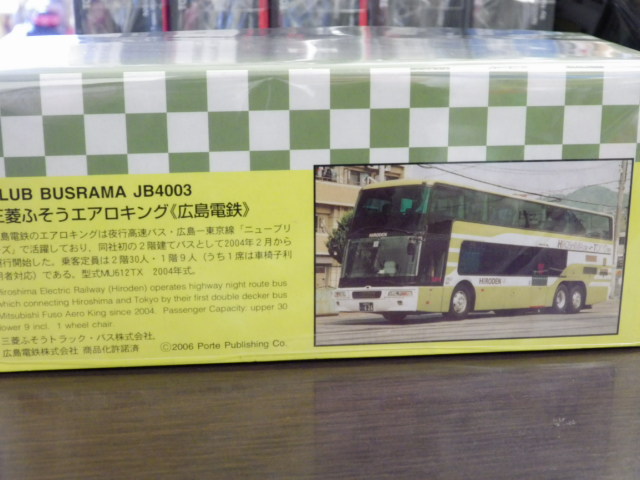 LUB BUSRAMA JB4003
三菱ふそうエアロキング《広島電鉄》
島電鉄のエアロキングは夜行高速バス・広島―東京線「ニューブリ
ズ」で活躍しており、同社初の2階建てバスとして2004年2月から
行開始した。乗客定員は2階30人・1階9人（うち1席は車椅子利
者対応）である。型式MU612TX 2004年式。
Hiroshima Electric Railway (Hiroden) operates highway night route bus
which connecting Hiroshima and Tokyo by their first double decker bus
Mitsubishi Fuso Aero King since 2004. Passenger Capacity: upper 30
lower 9 incl. 1 wheel chair.
三菱ふそうトラック・バス株式会社、
広島電鉄株式会社 商品化許諾済
©2006 Porte Publishing Co.
HIRODEN